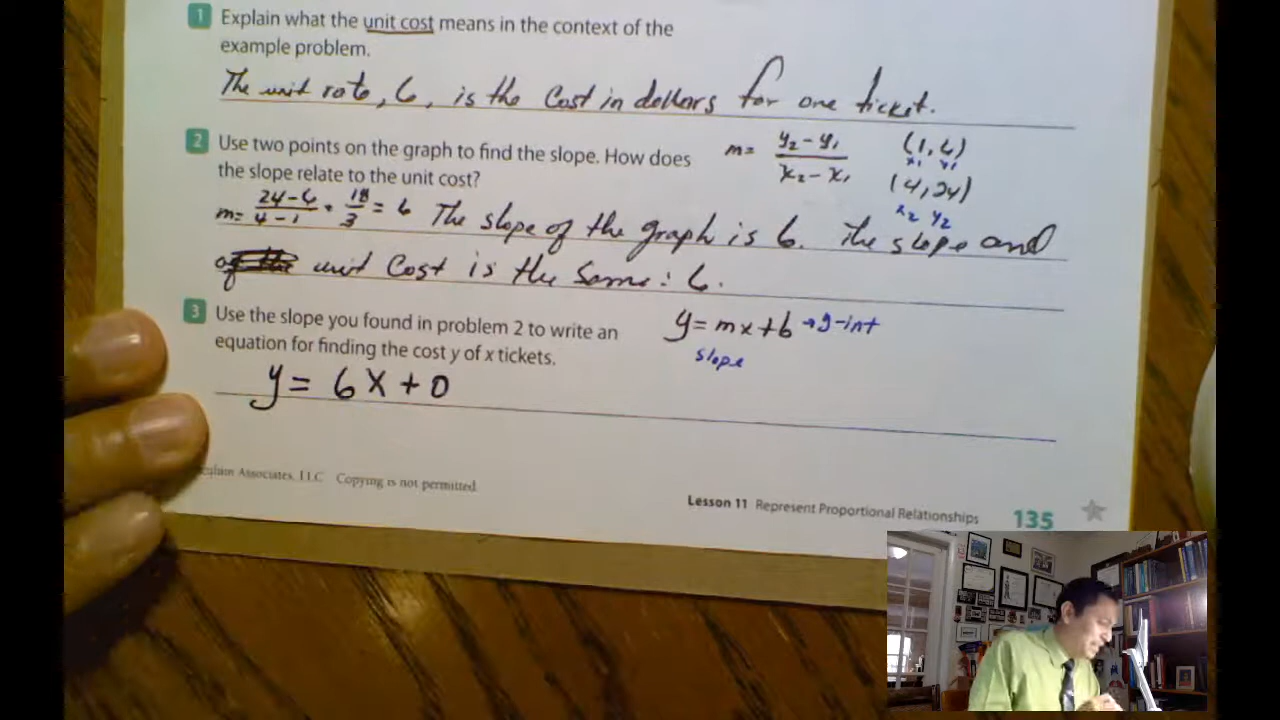 1 Explain what the unit cost means in the context of the
example problem.
The unit rate, 6, is the cost in dollars for one ticket.
2 Use two points on the graph to find the slope. How does
the slope relate to the unit cost?
m= y₂-y₁ / x₂-x₁
(1,6)
x₁ y₁
(4,24)
x₂ y₂
m= 24-6 / 4-1 = 18/3 = 6 The slope of the graph is 6. The slope and
unit cost is the same: 6.
3 Use the slope you found in problem 2 to write an
equation for finding the cost y of x tickets.
y = mx+b → y-int
slope
y = 6x + 0
Associates, LLC Copying is not permitted.
Lesson 11 Represent Proportional Relationships 135